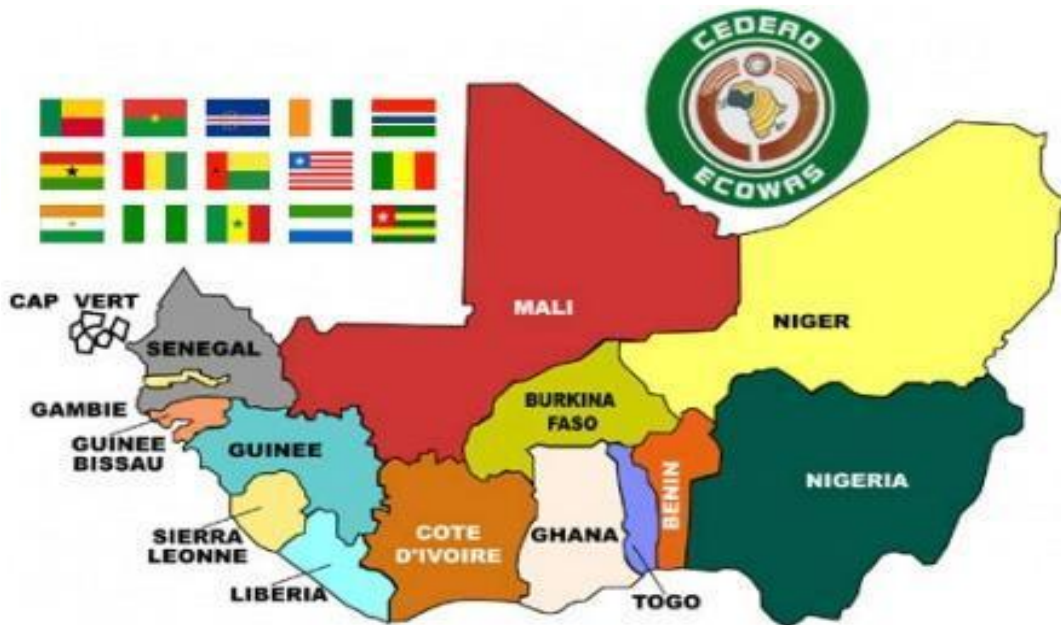 CEDEAO
ECOWAS
CAP VERT
SENEGAL
MALI
NIGER
GAMBIE
GUINEE
BISSAU
GUINEE
BURKINA
FASO
SIERRA
LEONNE
LIBERIA
COTE
D'IVOIRE
GHANA
TOGO
BENIN
NIGERIA